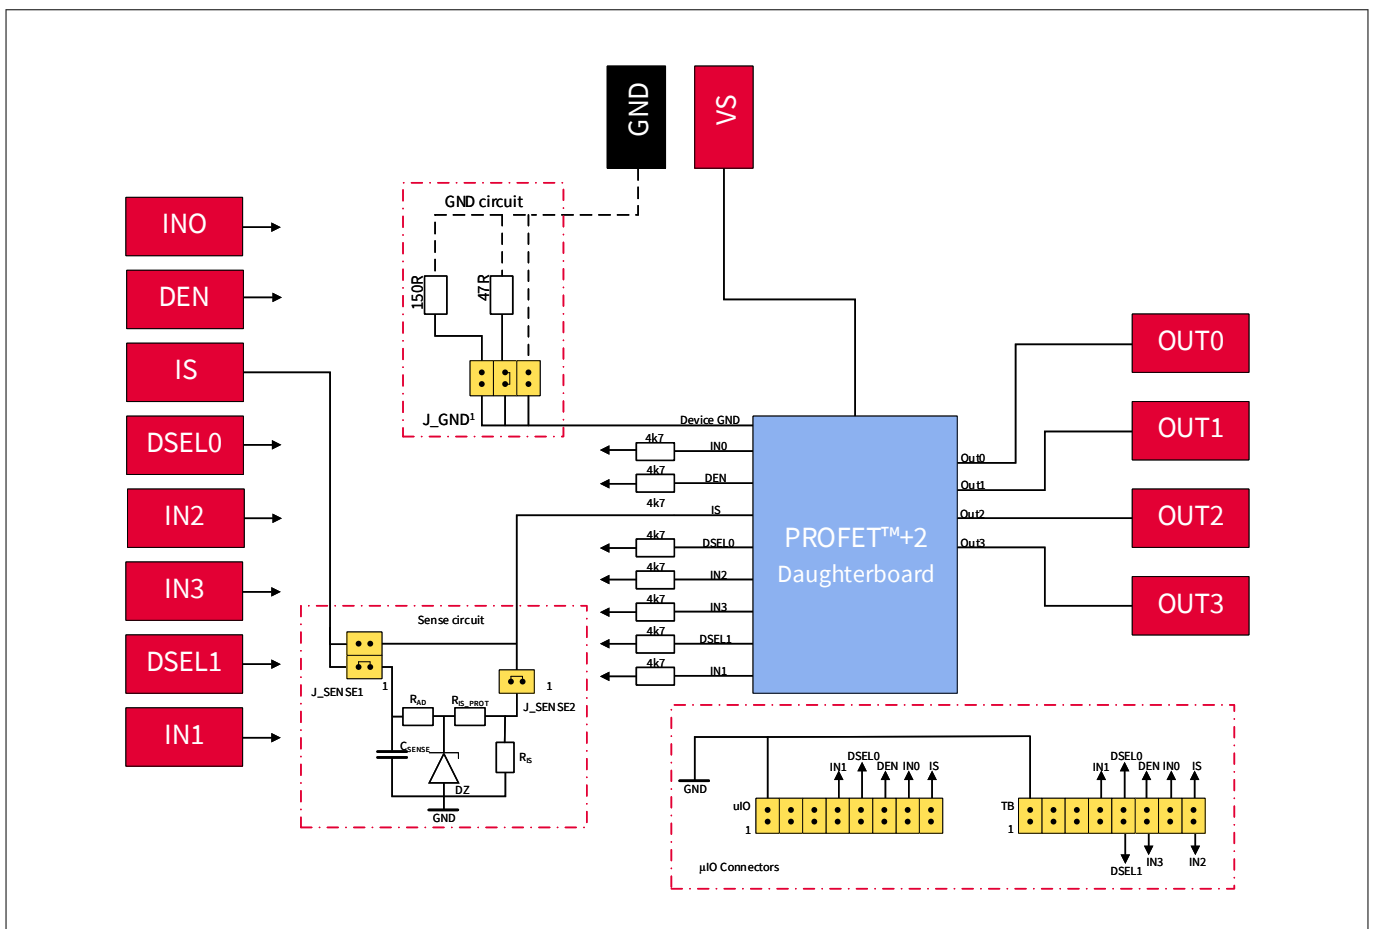 GND
VS
INO
DEN
IS
DSEL0
IN2
IN3
DSEL1
IN1
GND circuit
150R
47R
J_GND¹
Device GND
4k7 IN0
4k7 DEN
4k7 IS
4k7 DSEL0
4k7 IN2
4k7 IN3
4k7 DSEL1
4k7 IN1
PROFET™+2
Daughterboard
Out0
Out1
Out2
Out3
OUT0
OUT1
OUT2
OUT3
Sense circuit
J_SENSE1 1
1
J_SENSE2
RAD RIS_PROT
CSENSE
RIS
DZ
GND
GND
DSEL0
IN1 DEN IN0 IS
uIO
1
DSEL0
IN1 DEN IN0 IS
TB
1
IN3 IN2
DSEL1
µIO Connectors